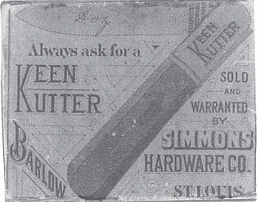 Always ask for a
KEEN
KUTTER
KEEN
KUTTER
SOLD
AND
WARRANTED
BY
SIMMONS
HARDWARE CO.
ST. LOUIS
BARLOW